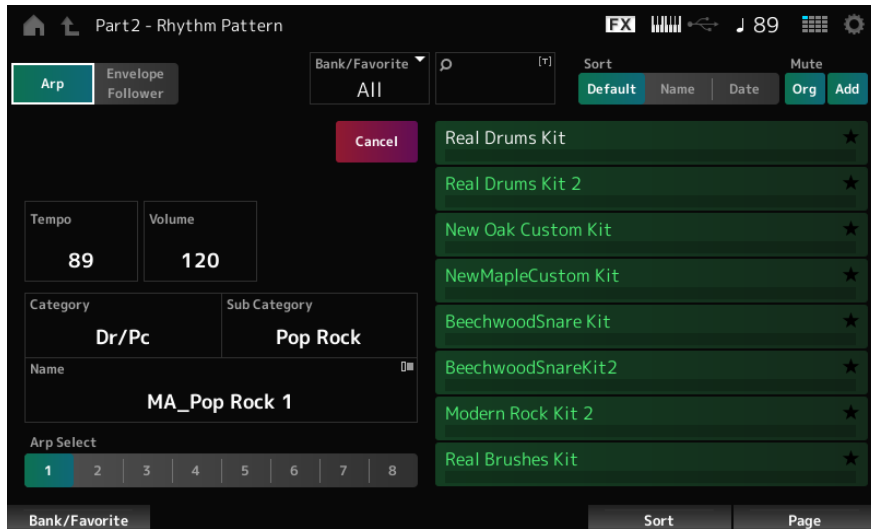 Part2 - Rhythm Pattern
FX
♩ 89
Arp
Envelope
Follower
Bank/Favorite
All
[T]
Sort
Default
Name
Date
Mute
Org
Add
Cancel
Tempo
89
Volume
120
Category
Dr/Pc
Sub Category
Pop Rock
Name
MA_Pop Rock 1
Arp Select
1 2 3 4 5 6 7 8
Real Drums Kit
Real Drums Kit 2
New Oak Custom Kit
NewMapleCustom Kit
BeechwoodSnare Kit
BeechwoodSnareKit2
Modern Rock Kit 2
Real Brushes Kit
Bank/Favorite
Sort
Page